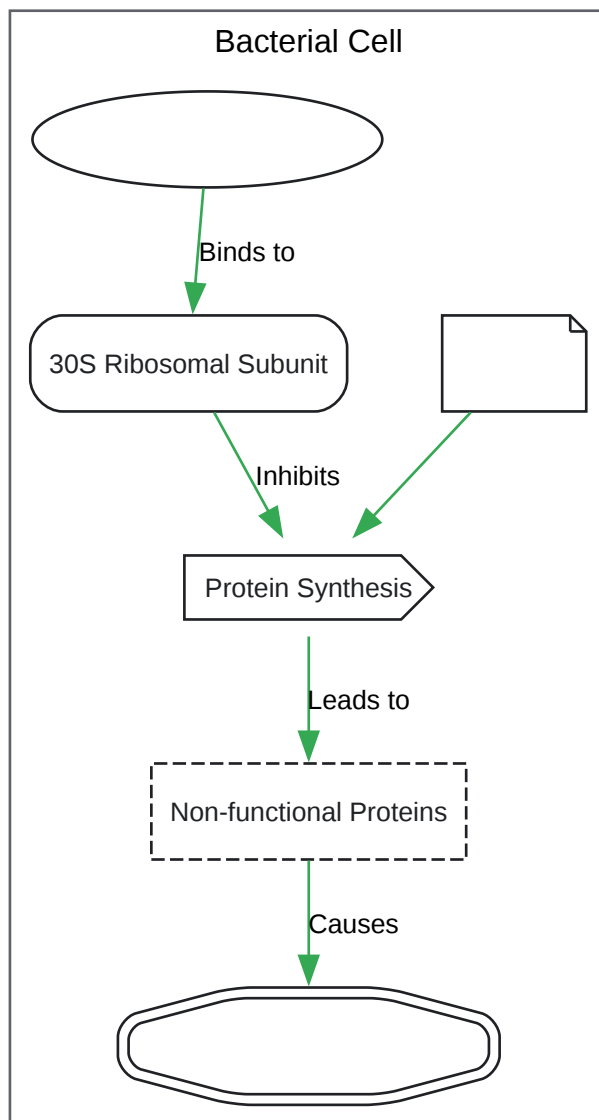 Bacterial Cell
Binds to
30S Ribosomal Subunit
Inhibits
Protein Synthesis
Leads to
Non-functional Proteins
Causes